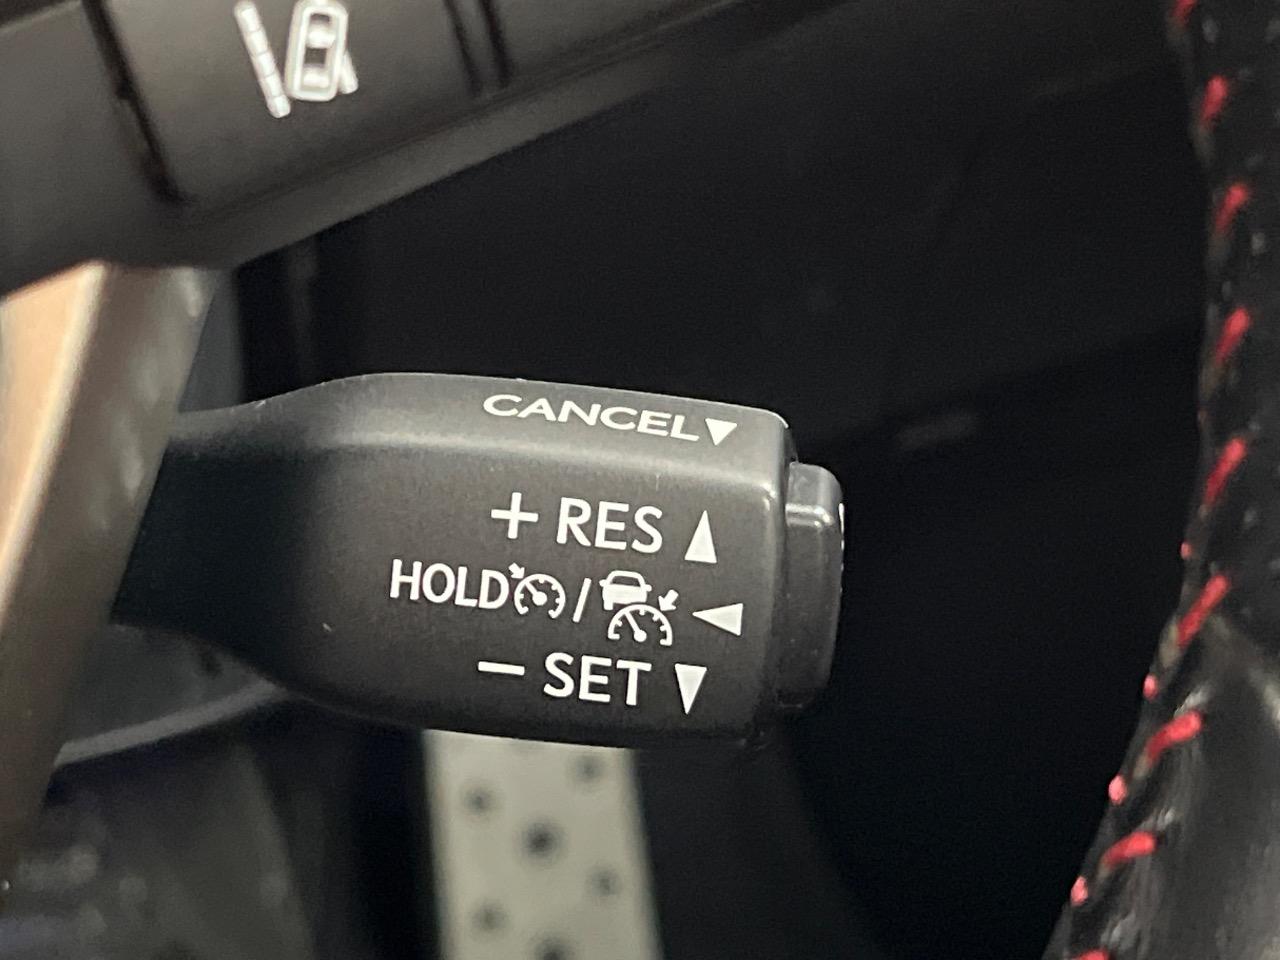 CANCEL▼
+ RES ▲
HOLD / ◀
− SET ▼